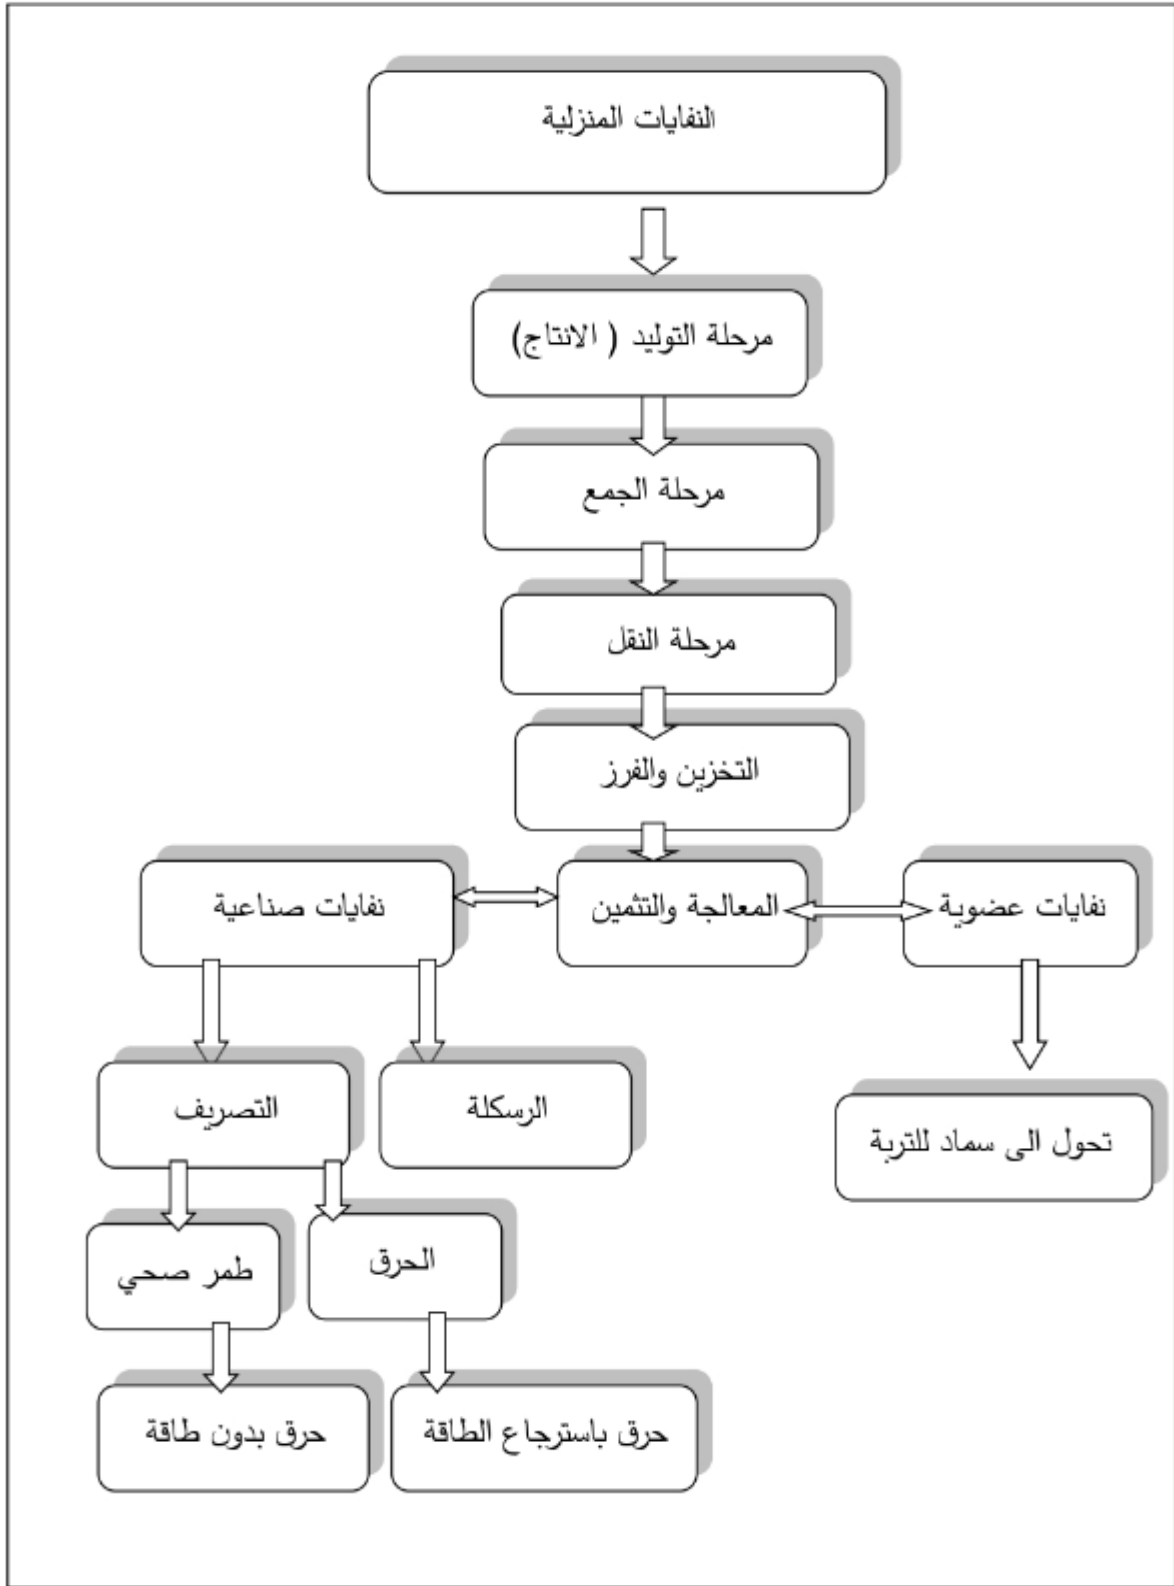 النفايات المنزلية
مرحلة التوليد ( الانتاج)
مرحلة الجمع
مرحلة النقل
التخزين والفرز
نفايات عضوية
المعالجة والتثمين
نفايات صناعية
تحول الى سماد للتربة
الرسكلة
التصريف
الحرق
طمر صحي
حرق باسترجاع الطاقة
حرق بدون طاقة